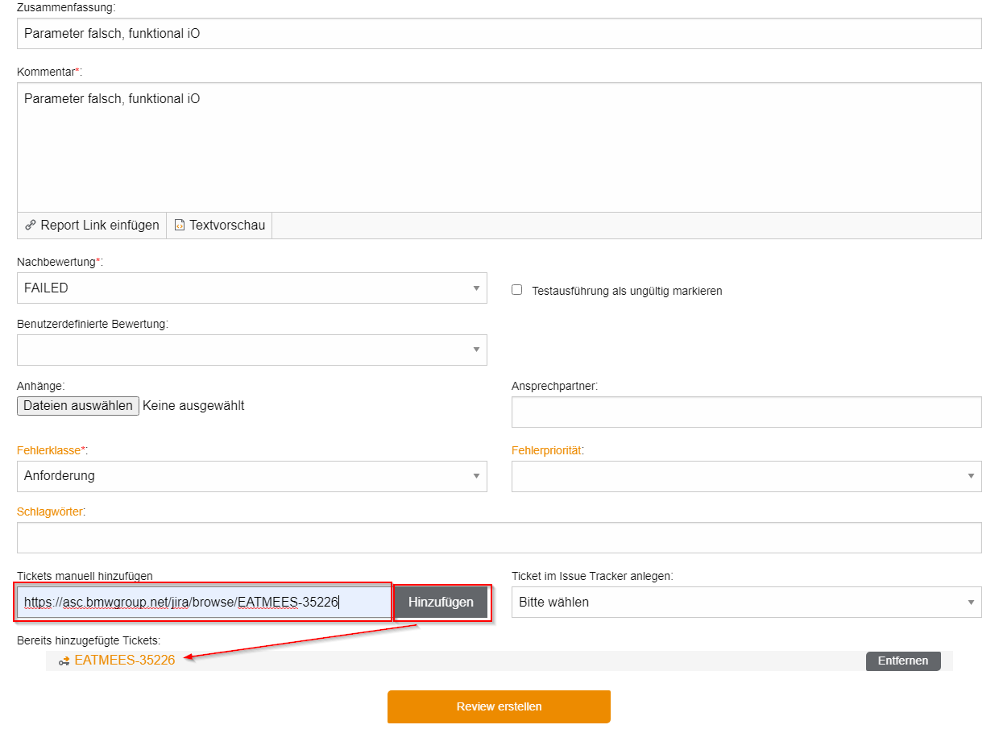 Zusammenfassung:
Parameter falsch, funktional iO
Kommentar*:
Parameter falsch, funktional iO
Report Link einfügen Textvorschau
Nachbewertung*:
FAILED
Testausführung als ungültig markieren
Benutzerdefinierte Bewertung:
Anhänge:
Dateien auswählen Keine ausgewählt
Ansprechpartner:
Fehlerklasse*:
Anforderung
Fehlerpriorität:
Schlagwörter:
Tickets manuell hinzufügen
https://asc.bmwgroup.net/jira/browse/EATMEES-35226
Hinzufügen
Ticket im Issue Tracker anlegen:
Bitte wählen
Bereits hinzugefügte Tickets:
EATMEES-35226
Entfernen
Review erstellen